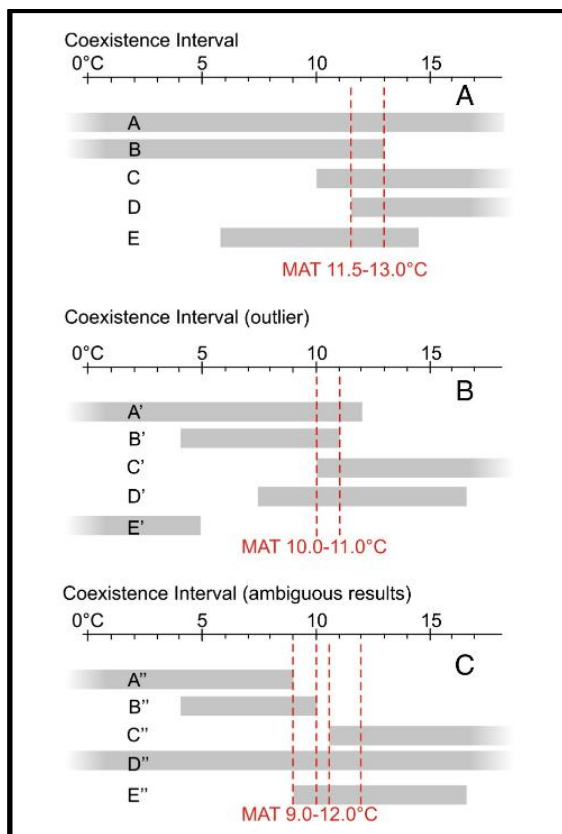 Coexistence Interval
0°C 5 10 15
A
A
B
C
D
E
MAT 11.5-13.0°C
Coexistence Interval (outlier)
0°C 5 10 15
B
A’
B’
C’
D’
E’
MAT 10.0-11.0°C
Coexistence Interval (ambiguous results)
0°C 5 10 15
C
A’’
B’’
C’’
D’’
E’’
MAT 9.0-12.0°C